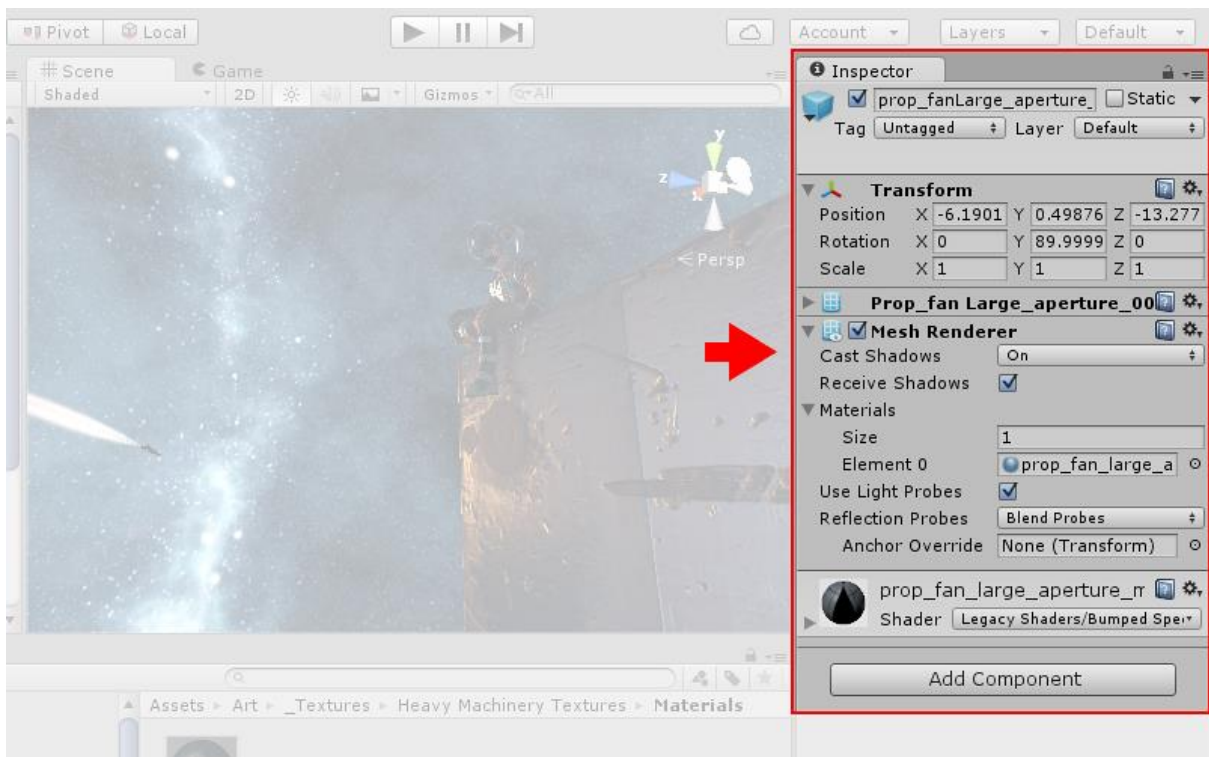 Pivot Local
Account Layers Default
# Scene Game
Shaded 2D Gizmos All
y
z
x
Persp
Assets Art _Textures Heavy Machinery Textures Materials
Inspector
prop_fanLarge_aperture_ Static
Tag Untagged Layer Default
Transform
Position X -6.1901 Y 0.49876 Z -13.277
Rotation X 0 Y 89.9999 Z 0
Scale X 1 Y 1 Z 1
Prop_fan Large_aperture_00
Mesh Renderer
Cast Shadows On
Receive Shadows
Materials
Size 1
Element 0 prop_fan_large_a
Use Light Probes
Reflection Probes Blend Probes
Anchor Override None (Transform)
prop_fan_large_aperture_m
Shader Legacy Shaders/Bumped Spec
Add Component